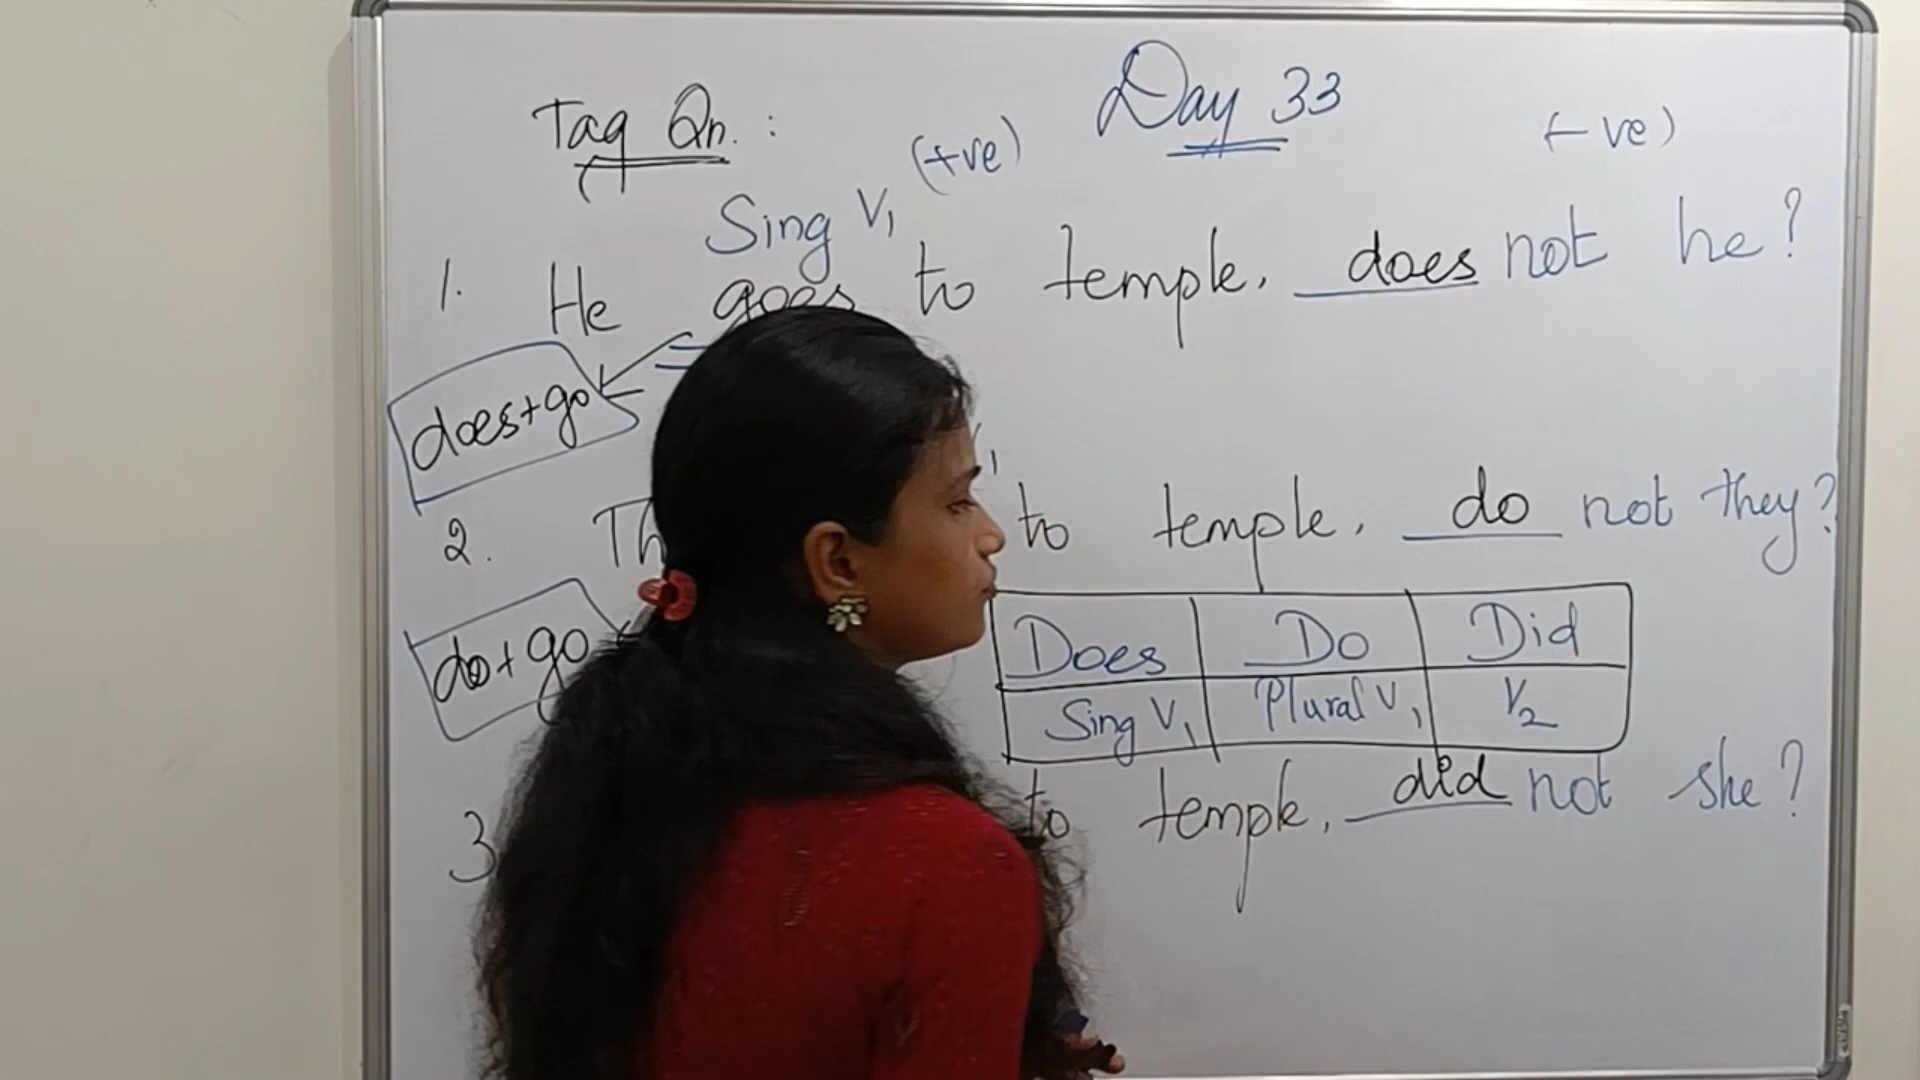 Day 33
Tag Qn. :
(+ve) (-ve)
Sing V1
1. He goes to temple. does not he?
does+go
2. to temple. do not they?
do+go
Does Do Did
Sing V1 Plural V1 V2
3 to temple. did not she?